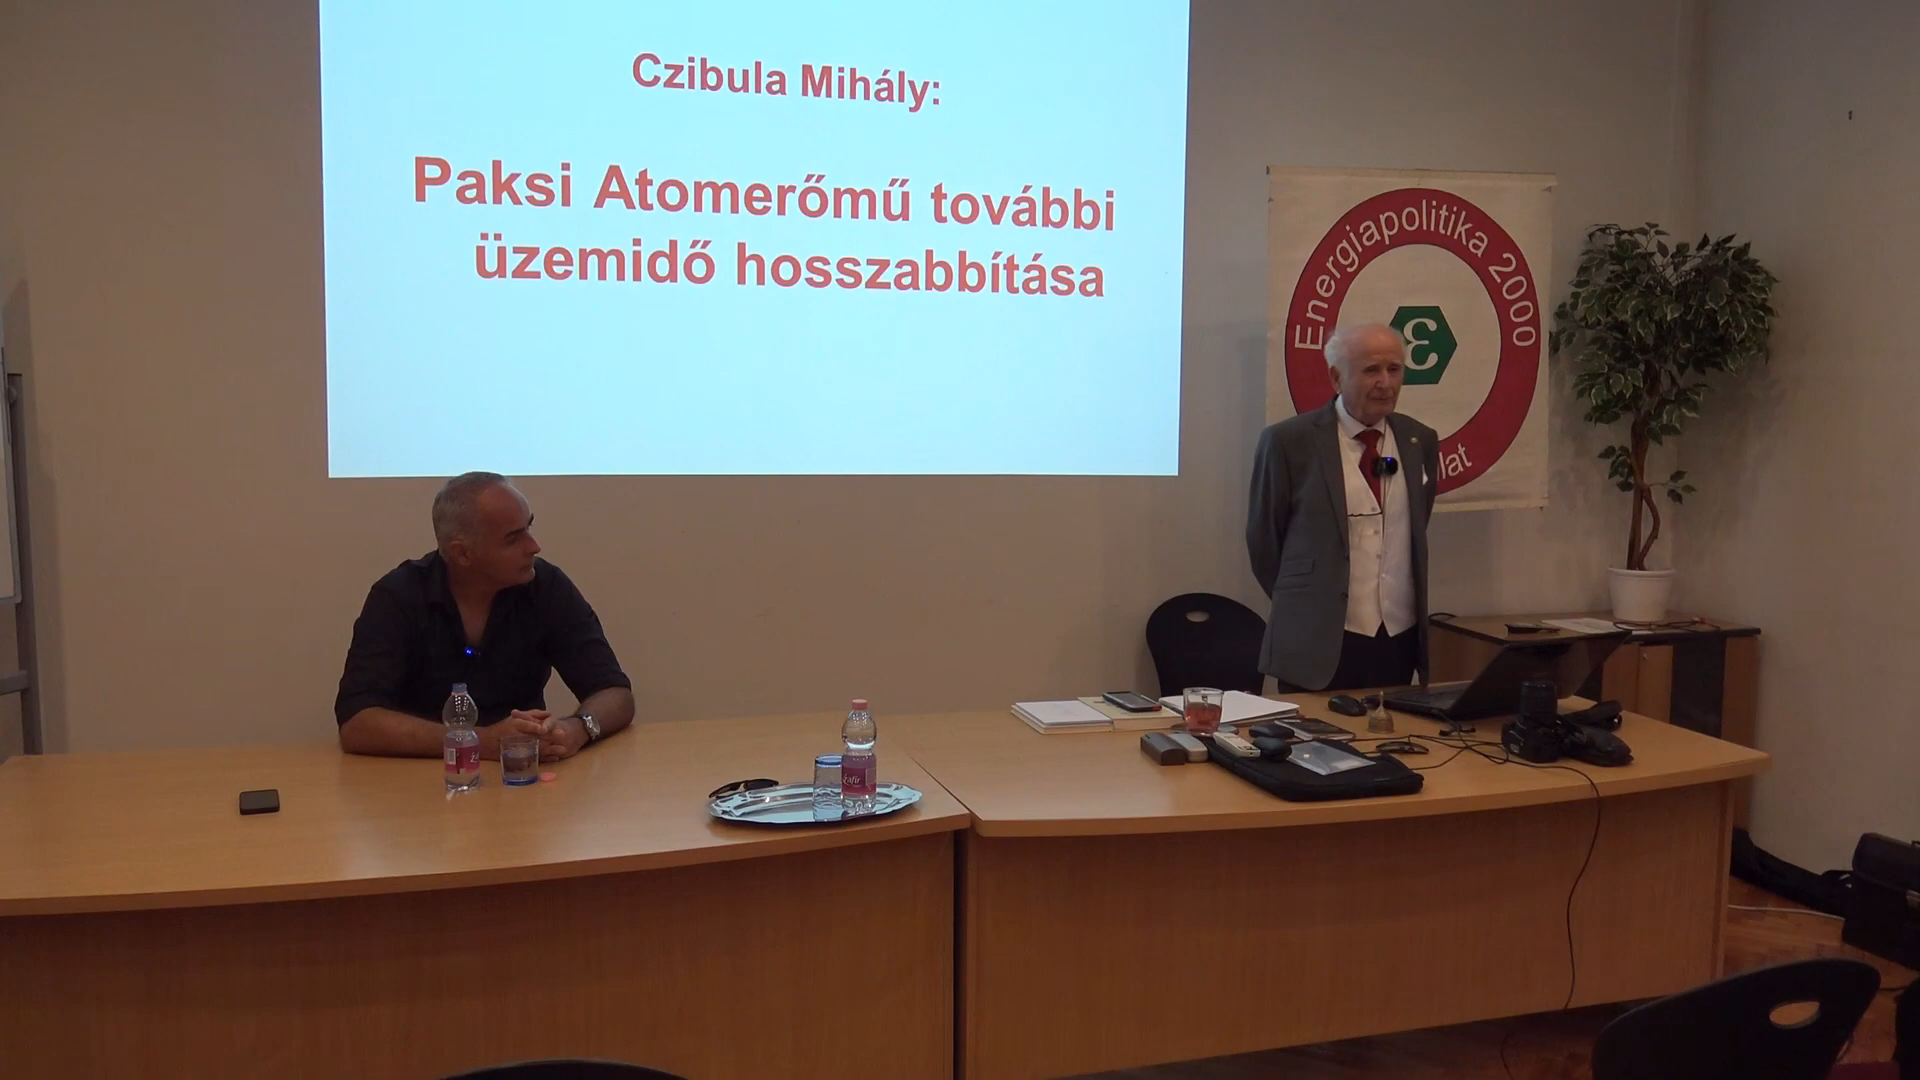 Czibula Mihály:
Paksi Atomerőmű további
üzemidő hosszabbítása
Energiapolitika 2000
ε